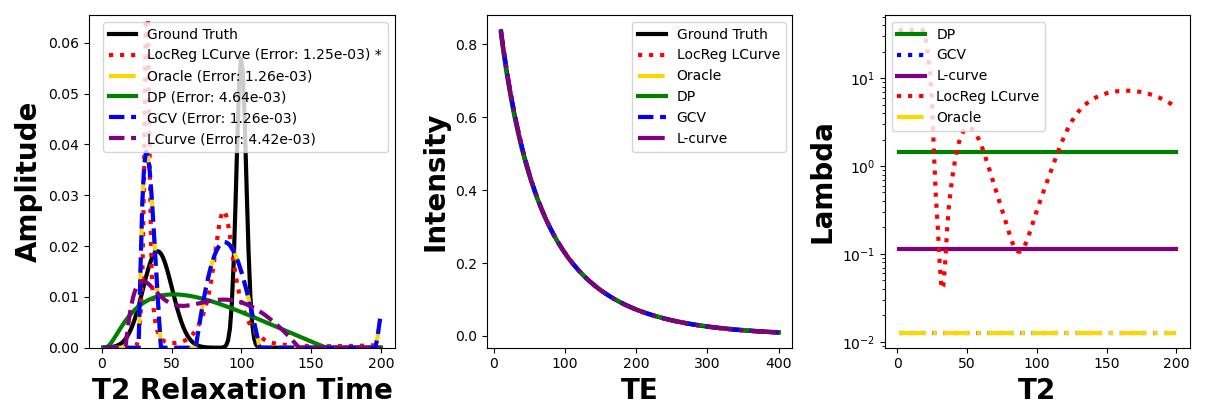 Ground Truth
LocReg LCurve (Error: 1.25e-03) *
Oracle (Error: 1.26e-03)
DP (Error: 4.64e-03)
GCV (Error: 1.26e-03)
LCurve (Error: 4.42e-03)
0.06
0.05
0.04
0.03
0.02
0.01
0.00
Amplitude
0 50 100 150 200
T2 Relaxation Time
Ground Truth
LocReg LCurve
Oracle
DP
GCV
L-curve
0.8
0.6
0.4
0.2
0.0
Intensity
0 100 200 300 400
TE
DP
GCV
L-curve
LocReg LCurve
Oracle
10¹
10⁰
10⁻¹
10⁻²
Lambda
0 50 100 150 200
T2